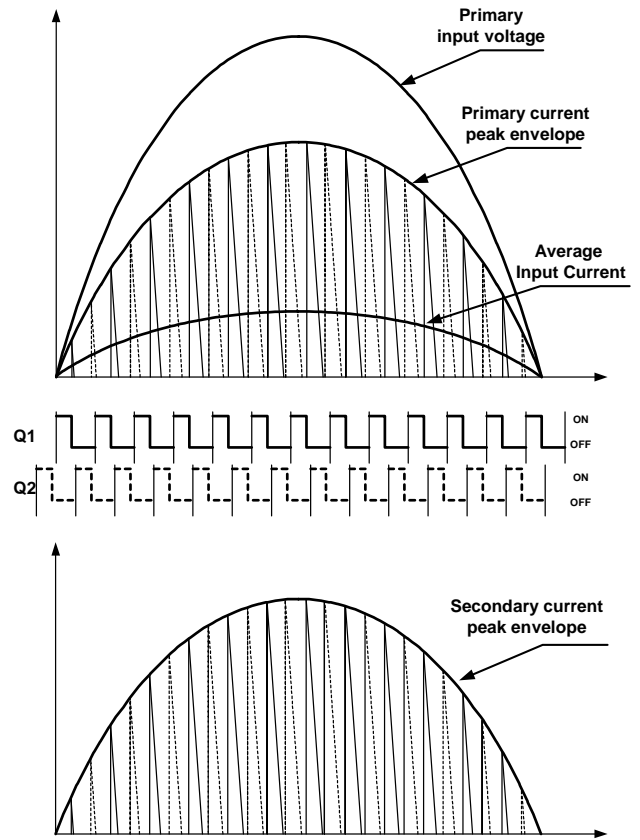 Primary
input voltage
Primary current
peak envelope
Average
Input Current
Q1
ON
OFF
Q2
ON
OFF
Secondary current
peak envelope